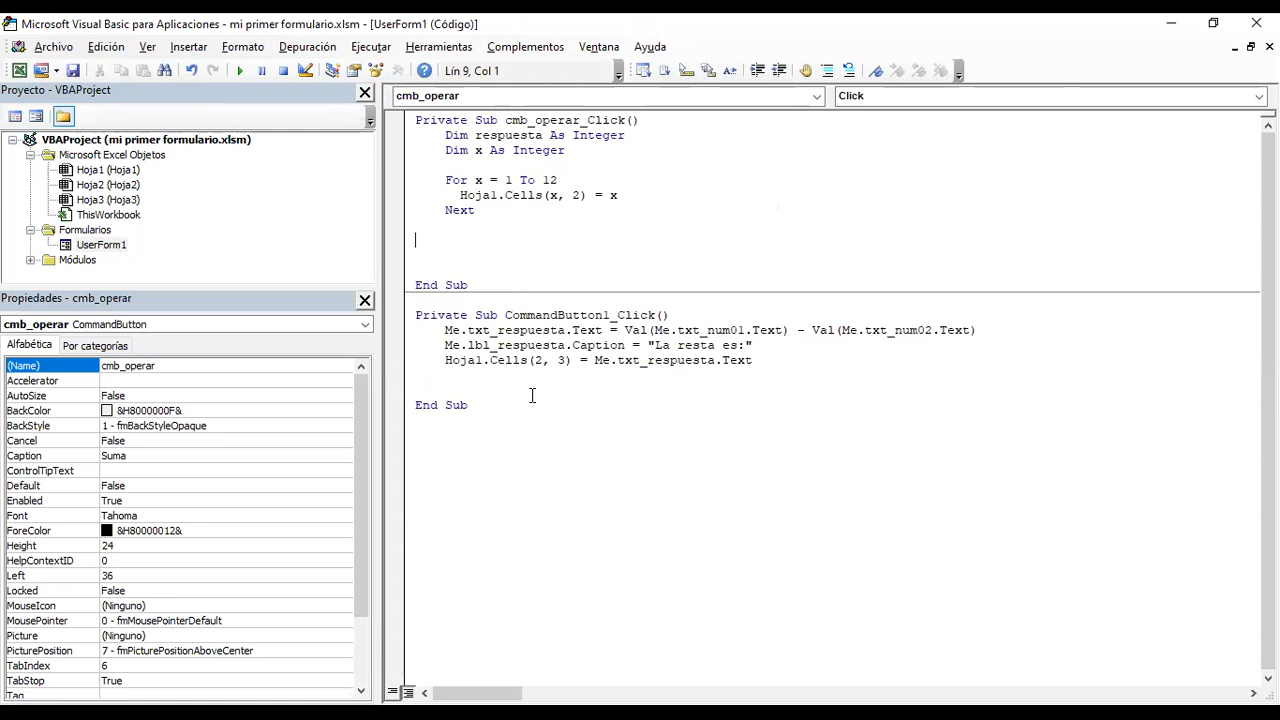 Microsoft Visual Basic para Aplicaciones - mi primer formulario.xlsm - [UserForm1 (Código)]
Archivo Edición Ver Insertar Formato Depuración Ejecutar Herramientas Complementos Ventana Ayuda
Lín 9, Col 1
Proyecto - VBAProject
VBAProject (mi primer formulario.xlsm)
Microsoft Excel Objetos
Hoja1 (Hoja1)
Hoja2 (Hoja2)
Hoja3 (Hoja3)
ThisWorkbook
Formularios
UserForm1
Módulos
Propiedades - cmb_operar
cmb_operar CommandButton
Alfabética Por categorías
(Name) cmb_operar
Accelerator
AutoSize False
BackColor &H8000000F&
BackStyle 1 - fmBackStyleOpaque
Cancel False
Caption Suma
ControlTipText
Default False
Enabled True
Font Tahoma
ForeColor &H80000012&
Height 24
HelpContextID 0
Left 36
Locked False
MouseIcon (Ninguno)
MousePointer 0 - fmMousePointerDefault
Picture (Ninguno)
PicturePosition 7 - fmPicturePositionAboveCenter
TabIndex 6
TabStop True
Tag
cmb_operar Click
Private Sub cmb_operar_Click()
Dim respuesta As Integer
Dim x As Integer
For x = 1 To 12
Hoja1.Cells(x, 2) = x
Next
End Sub
Private Sub CommandButton1_Click()
Me.txt_respuesta.Text = Val(Me.txt_num01.Text) - Val(Me.txt_num02.Text)
Me.lbl_respuesta.Caption = "La resta es:"
Hoja1.Cells(2, 3) = Me.txt_respuesta.Text
End Sub